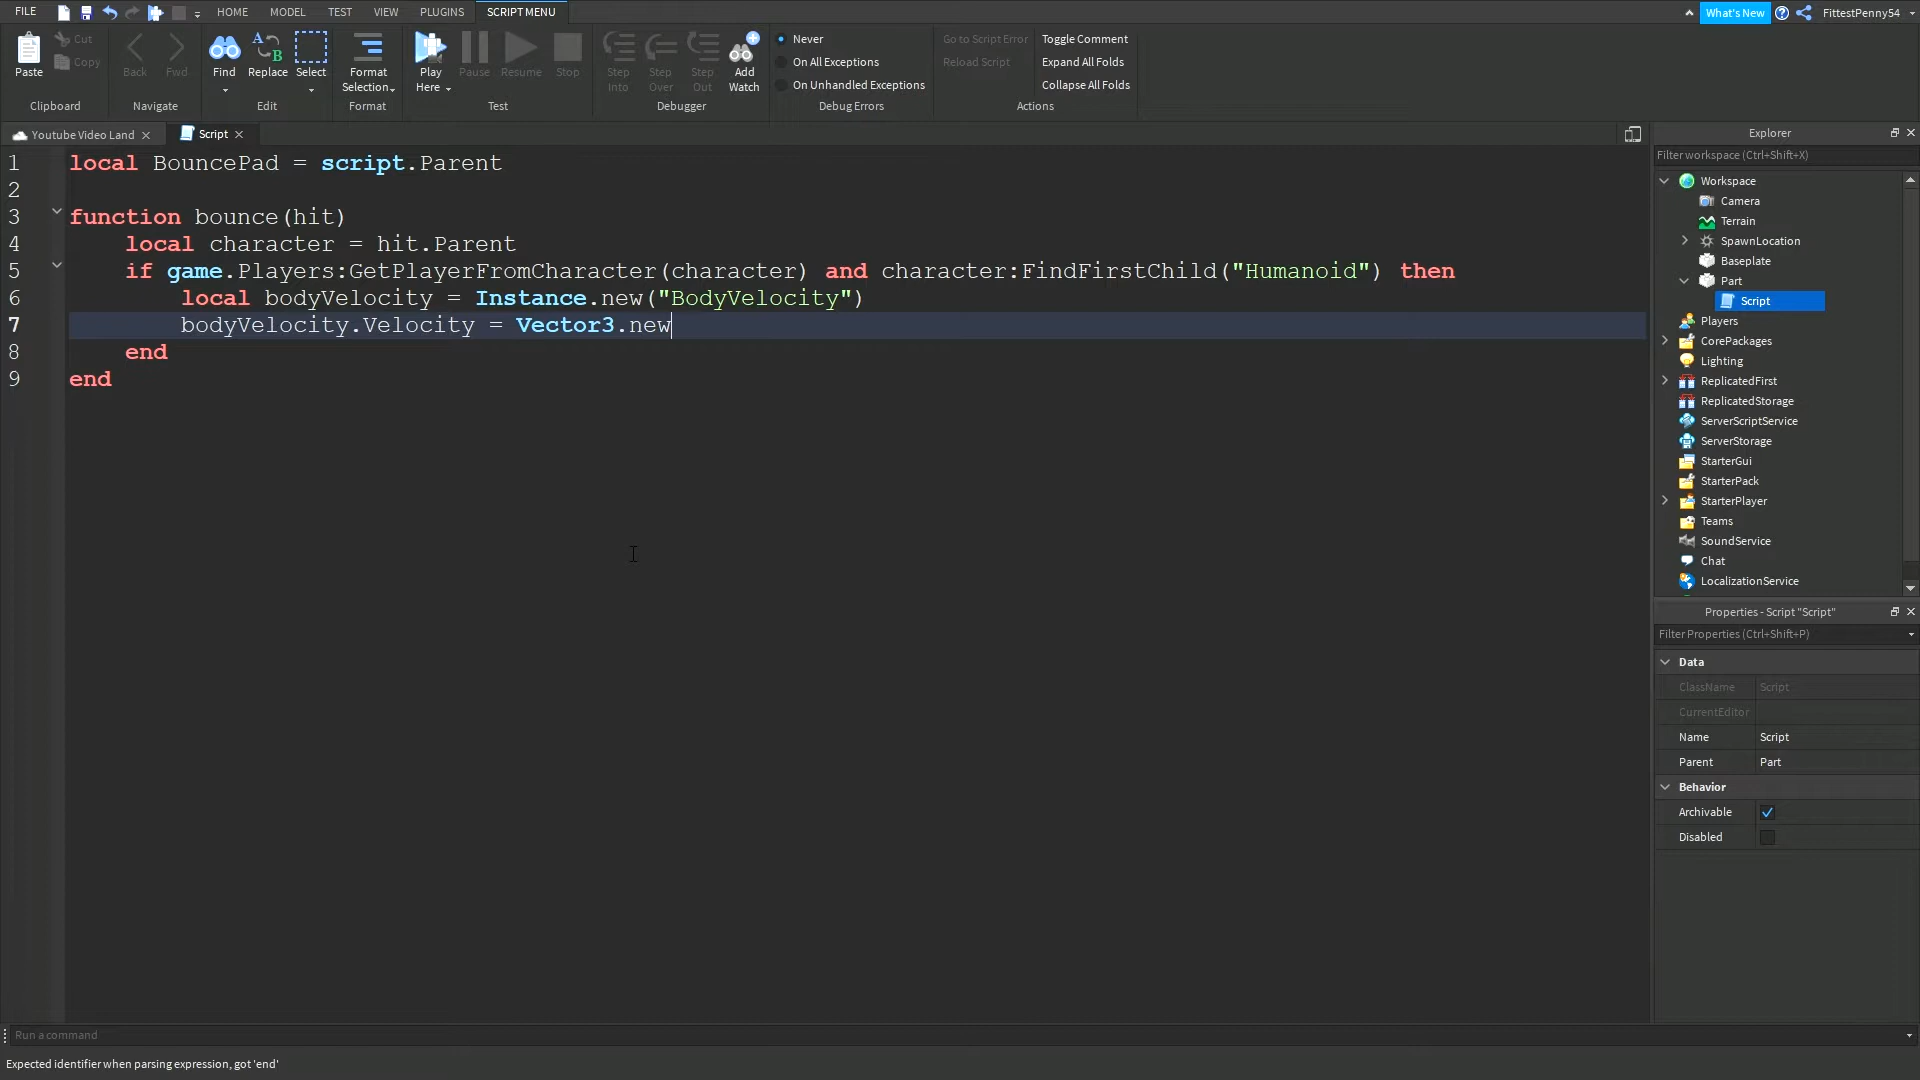 FILE HOME MODEL TEST VIEW PLUGINS SCRIPT MENU What's New FittestPenny54
Paste Cut Copy Back Fwd Find Replace Select Format Selection Play Here Pause Resume Stop Step Into Step Over Step Out Add Watch
Never
On All Exceptions
On Unhandled Exceptions
Go to Script Error
Reload Script
Toggle Comment
Expand All Folds
Collapse All Folds
Clipboard Navigate Edit Format Test Debugger Debug Errors Actions
Youtube Video Land Script
1 local BouncePad = script.Parent
2
3 function bounce(hit)
4 local character = hit.Parent
5 if game.Players:GetPlayerFromCharacter(character) and character:FindFirstChild("Humanoid") then
6 local bodyVelocity = Instance.new("BodyVelocity")
7 bodyVelocity.Velocity = Vector3.new
8 end
9 end
Explorer
Filter workspace (Ctrl+Shift+X)
Workspace
Camera
Terrain
SpawnLocation
Baseplate
Part
Script
Players
CorePackages
Lighting
ReplicatedFirst
ReplicatedStorage
ServerScriptService
ServerStorage
StarterGui
StarterPack
StarterPlayer
Teams
SoundService
Chat
LocalizationService
Properties - Script "Script"
Filter Properties (Ctrl+Shift+P)
Data
ClassName Script
CurrentEditor
Name Script
Parent Part
Behavior
Archivable
Disabled
Run a command
Expected identifier when parsing expression, got 'end'